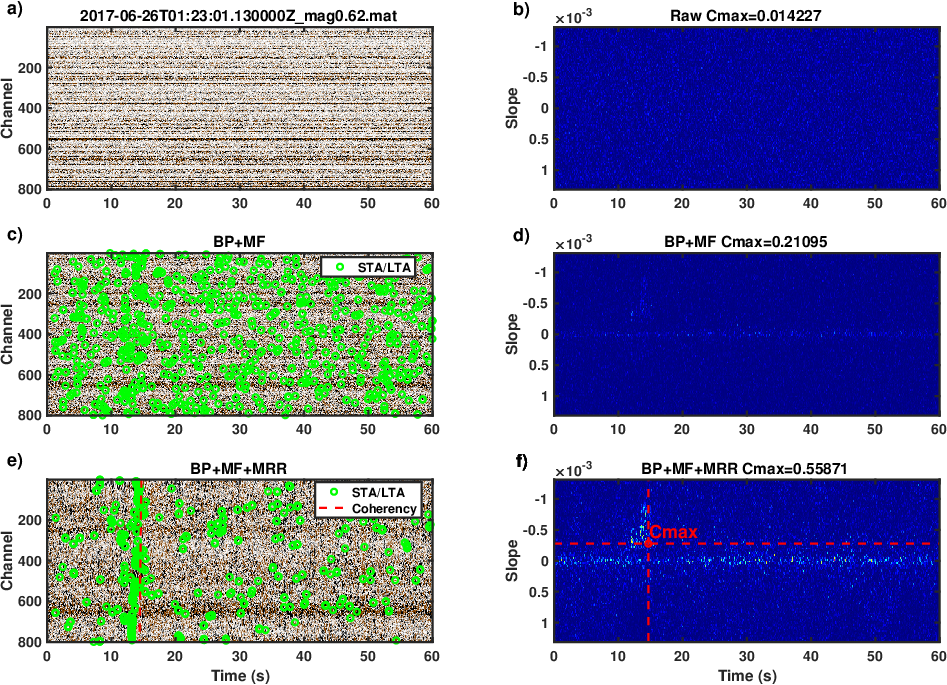 a)
2017-06-26T01:23:01.130000Z_mag0.62.mat
Channel
200
400
600
800
0 10 20 30 40 50 60
b)
×10⁻³
Raw Cmax=0.014227
Slope
-1
-0.5
0
0.5
1
0 10 20 30 40 50 60
c)
BP+MF
STA/LTA
Channel
200
400
600
800
0 10 20 30 40 50 60
d)
×10⁻³
BP+MF Cmax=0.21095
Slope
-1
-0.5
0
0.5
1
0 10 20 30 40 50 60
e)
BP+MF+MRR
STA/LTA
Coherency
Channel
200
400
600
800
0 10 20 30 40 50 60
Time (s)
f)
×10⁻³
BP+MF+MRR Cmax=0.55871
Cmax
Slope
-1
-0.5
0
0.5
1
0 10 20 30 40 50 60
Time (s)